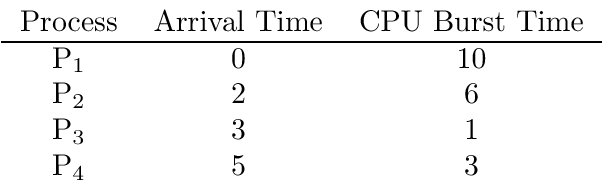 Process Arrival Time CPU Burst Time
P₁ 0 10
P₂ 2 6
P₃ 3 1
P₄ 5 3